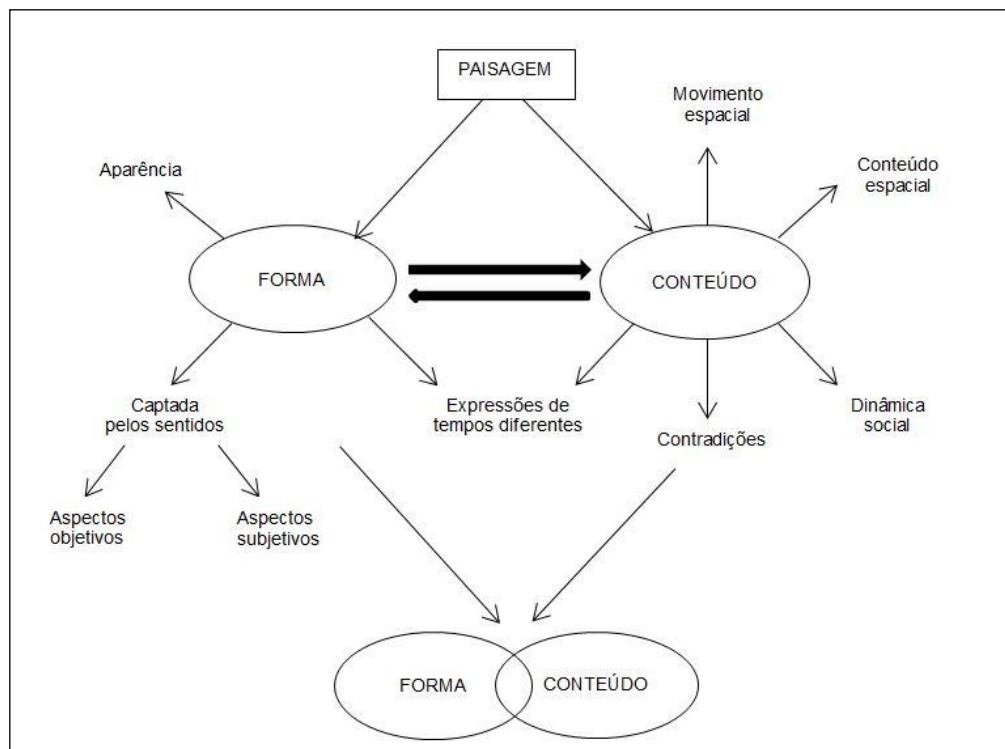 PAISAGEM
Movimento
espacial
Aparência
Conteúdo
espacial
FORMA
CONTEÚDO
Captada
pelos sentidos
Expressões de
tempos diferentes
Contradições
Dinâmica
social
Aspectos
objetivos
Aspectos
subjetivos
FORMA
CONTEÚDO